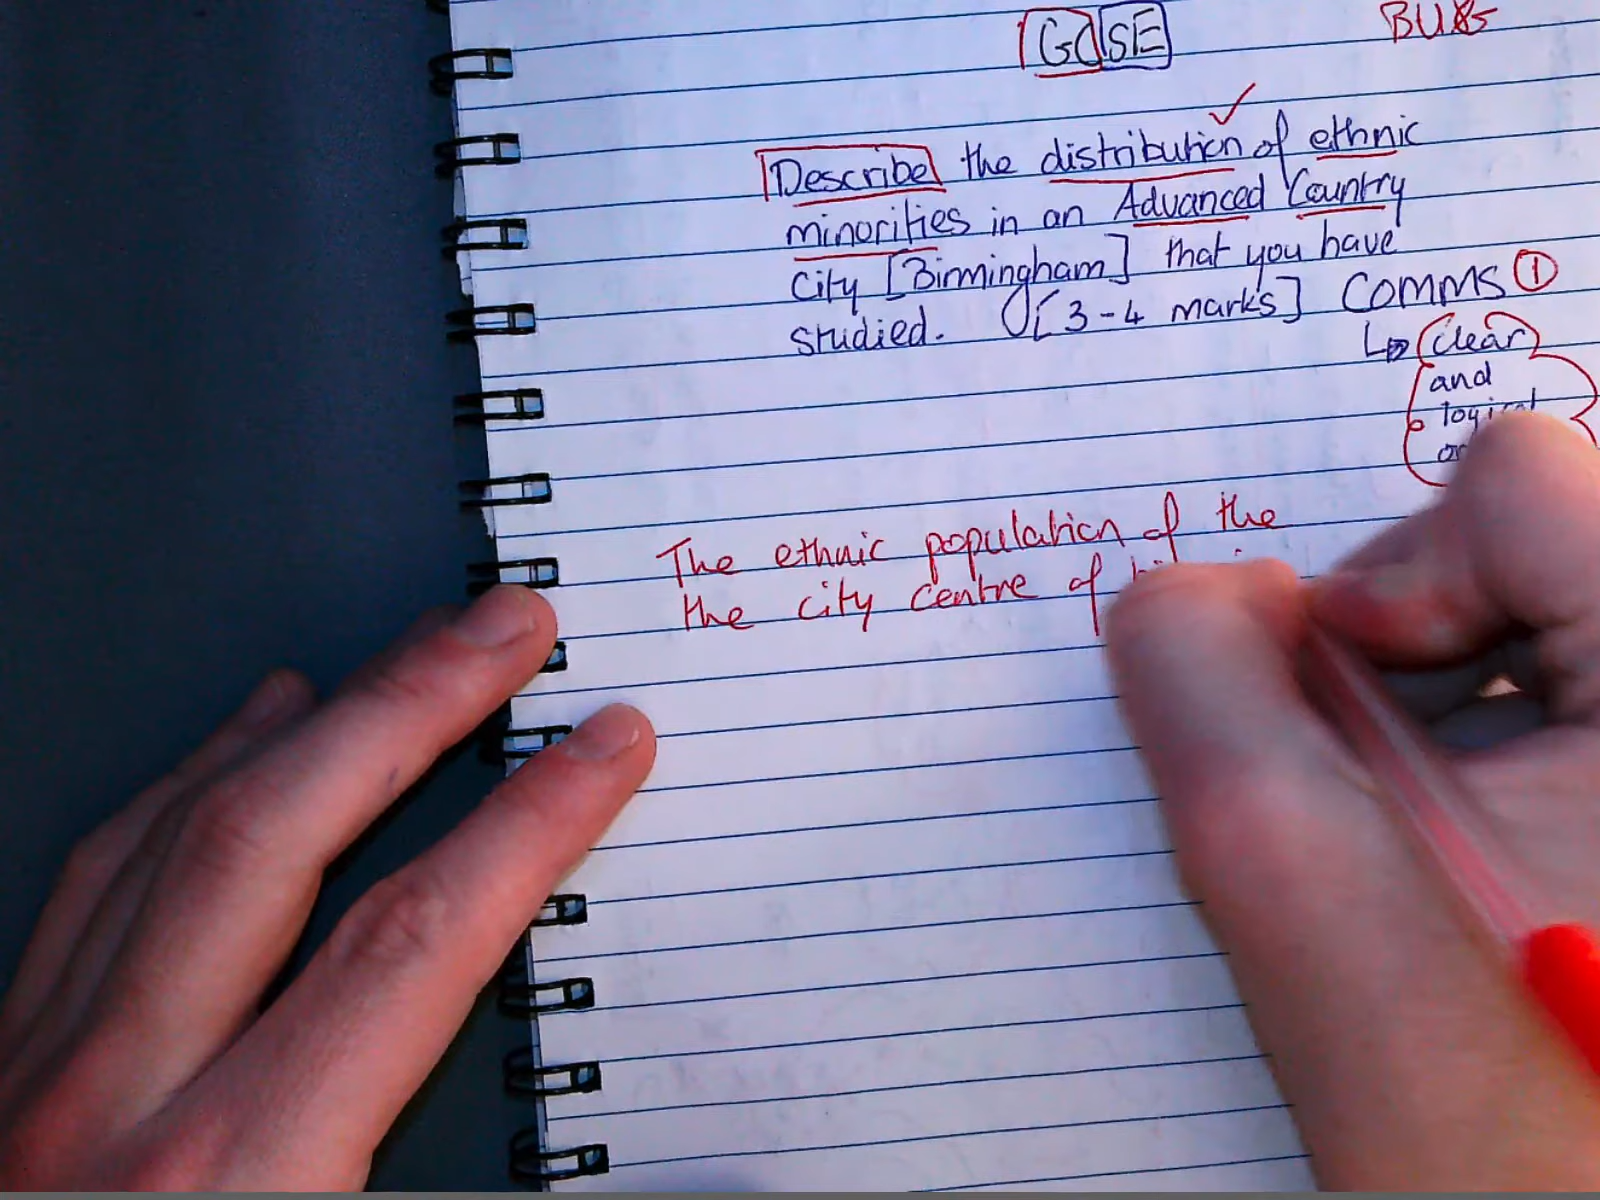 GCSE
Describe the distribution of ethnic
minorities in an Advanced Country
City [Birmingham] that you have
studied. [3-4 marks] Comms 1
clear
and
logical
The ethnic population of the
the city centre of